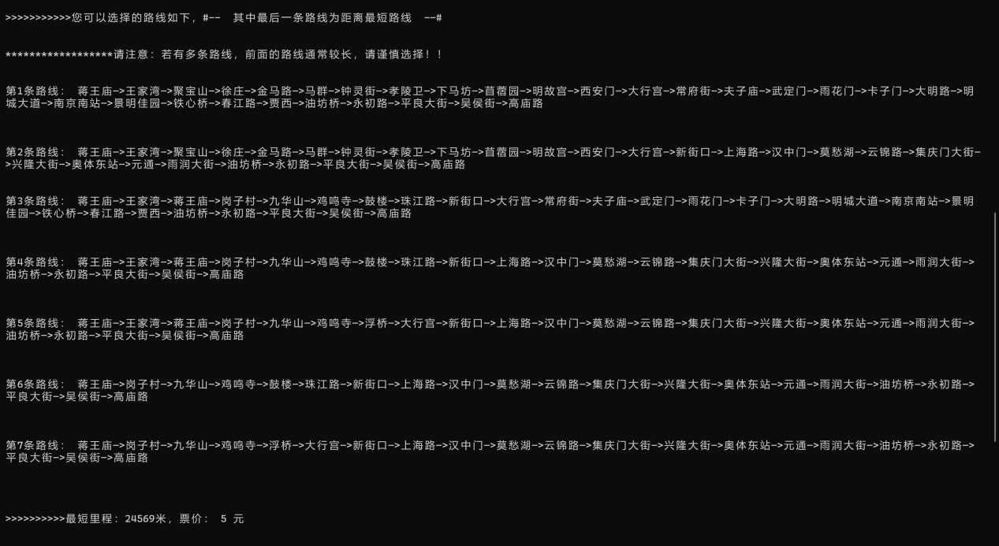 >>>>>>>>>>>您可以选择的路线如下，#--  其中最后一条路线为距离最短路线  --#
******************请注意：若有多条路线，前面的路线通常较长，请谨慎选择！！
第1条路线： 蒋王庙->王家湾->聚宝山->徐庄->金马路->马群->钟灵街->孝陵卫->下马坊->苜蓿园->明故宫->西安门->大行宫->常府街->夫子庙->武定门->雨花门->卡子门->大明路->明
城大道->南京南站->景明佳园->铁心桥->春江路->贾西->油坊桥->永初路->平良大街->吴侯街->高庙路
第2条路线： 蒋王庙->王家湾->聚宝山->徐庄->金马路->马群->钟灵街->孝陵卫->下马坊->苜蓿园->明故宫->西安门->大行宫->新街口->上海路->汉中门->莫愁湖->云锦路->集庆门大街-
>兴隆大街->奥体东站->元通->雨润大街->油坊桥->永初路->平良大街->吴侯街->高庙路
第3条路线： 蒋王庙->王家湾->蒋王庙->岗子村->九华山->鸡鸣寺->鼓楼->珠江路->新街口->大行宫->常府街->夫子庙->武定门->雨花门->卡子门->大明路->明城大道->南京南站->景明
佳园->铁心桥->春江路->贾西->油坊桥->永初路->平良大街->吴侯街->高庙路
第4条路线： 蒋王庙->王家湾->蒋王庙->岗子村->九华山->鸡鸣寺->鼓楼->珠江路->新街口->上海路->汉中门->莫愁湖->云锦路->集庆门大街->兴隆大街->奥体东站->元通->雨润大街->
油坊桥->永初路->平良大街->吴侯街->高庙路
第5条路线： 蒋王庙->王家湾->蒋王庙->岗子村->九华山->鸡鸣寺->浮桥->大行宫->新街口->上海路->汉中门->莫愁湖->云锦路->集庆门大街->兴隆大街->奥体东站->元通->雨润大街->
油坊桥->永初路->平良大街->吴侯街->高庙路
第6条路线： 蒋王庙->岗子村->九华山->鸡鸣寺->鼓楼->珠江路->新街口->上海路->汉中门->莫愁湖->云锦路->集庆门大街->兴隆大街->奥体东站->元通->雨润大街->油坊桥->永初路->
平良大街->吴侯街->高庙路
第7条路线： 蒋王庙->岗子村->九华山->鸡鸣寺->浮桥->大行宫->新街口->上海路->汉中门->莫愁湖->云锦路->集庆门大街->兴隆大街->奥体东站->元通->雨润大街->油坊桥->永初路->
平良大街->吴侯街->高庙路
>>>>>>>>>>最短里程：24569米，票价： 5 元